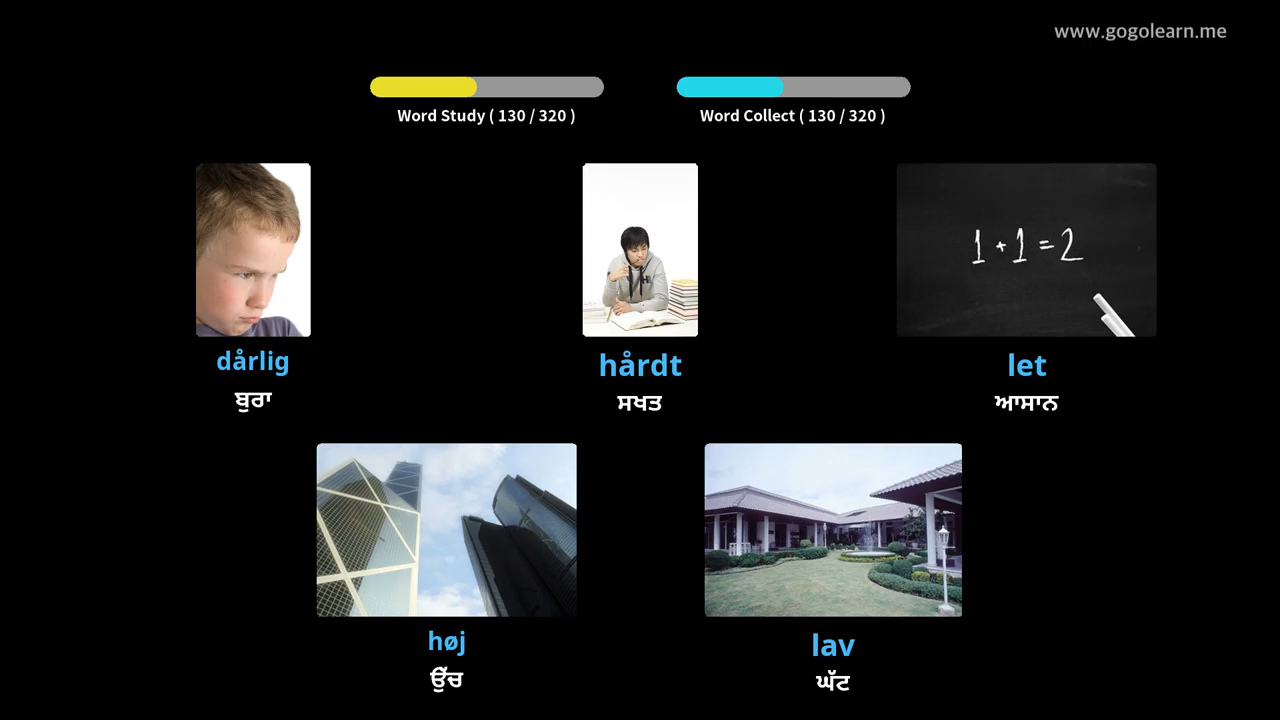 www.gogolearn.me
Word Study ( 130 / 320 )
Word Collect ( 130 / 320 )
1 + 1 = 2
dårlig
hårdt
let
ਬੁਰਾ
ਸਖਤ
ਆਸਾਨ
høj
lav
ਉੱਚ
ਘੱਟ